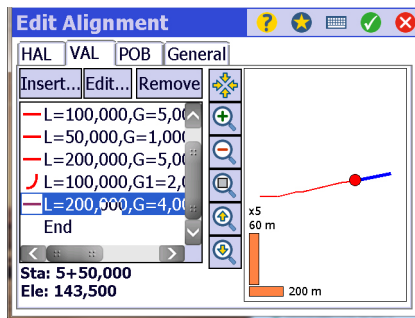 Edit Alignment
HAL VAL POB General
Insert... Edit... Remove
L=100,000,G=5,00
L=50,000,G=1,000
L=200,000,G=5,00
L=100,000,G1=2,0
L=200,000,G=4,00
End
Sta: 5+50,000
Ele: 143,500
x5
60 m
200 m